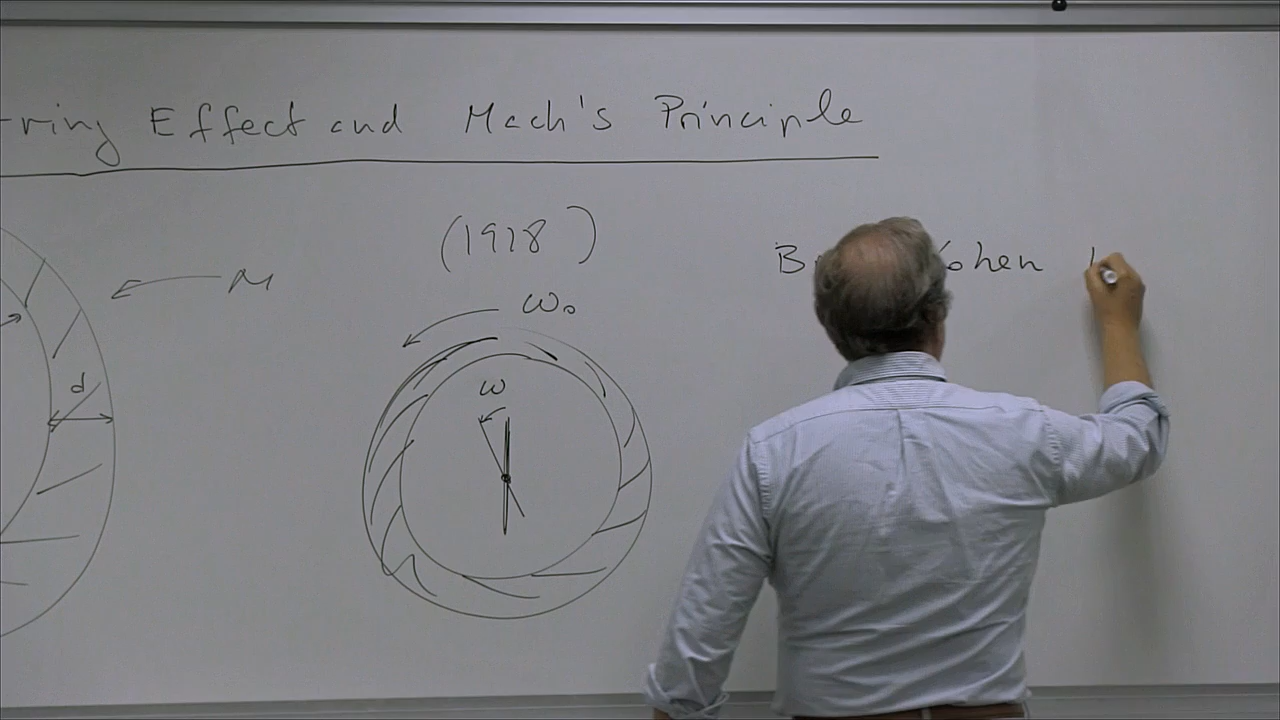 -ring Effect and Mach's Principle
(1918)
M
ω₀
d
ω
ohen